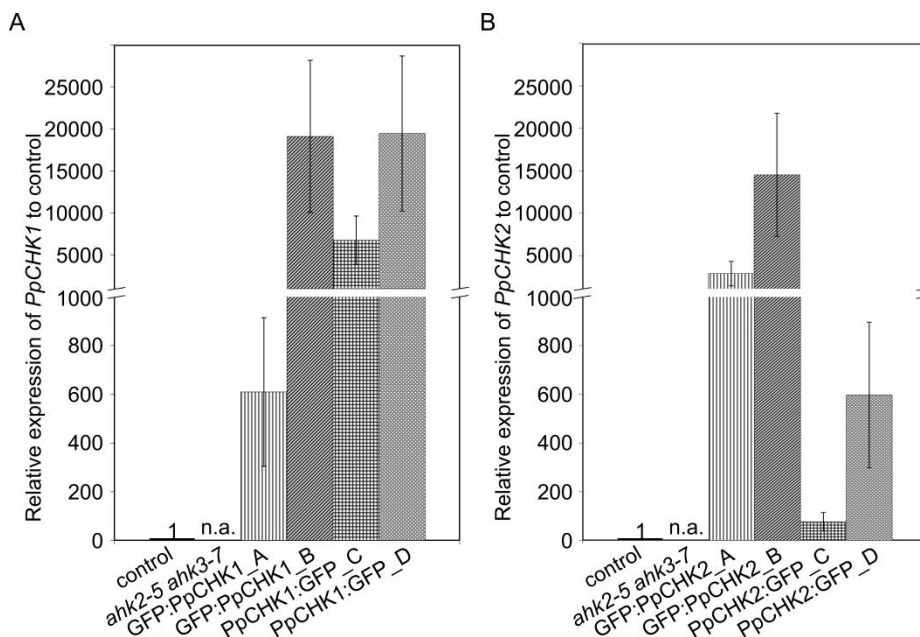 A
Relative expression of PpCHK1 to control
25000
20000
15000
10000
5000
1000
800
600
400
200
0
1
n.a.
control
ahk2-5 ahk3-7
GFP:PpCHK1_A
GFP:PpCHK1_B
PpCHK1:GFP_C
PpCHK1:GFP_D
B
Relative expression of PpCHK2 to control
25000
20000
15000
10000
5000
1000
800
600
400
200
0
1
n.a.
control
ahk2-5 ahk3-7
GFP:PpCHK2_A
GFP:PpCHK2_B
PpCHK2:GFP_C
PpCHK2:GFP_D